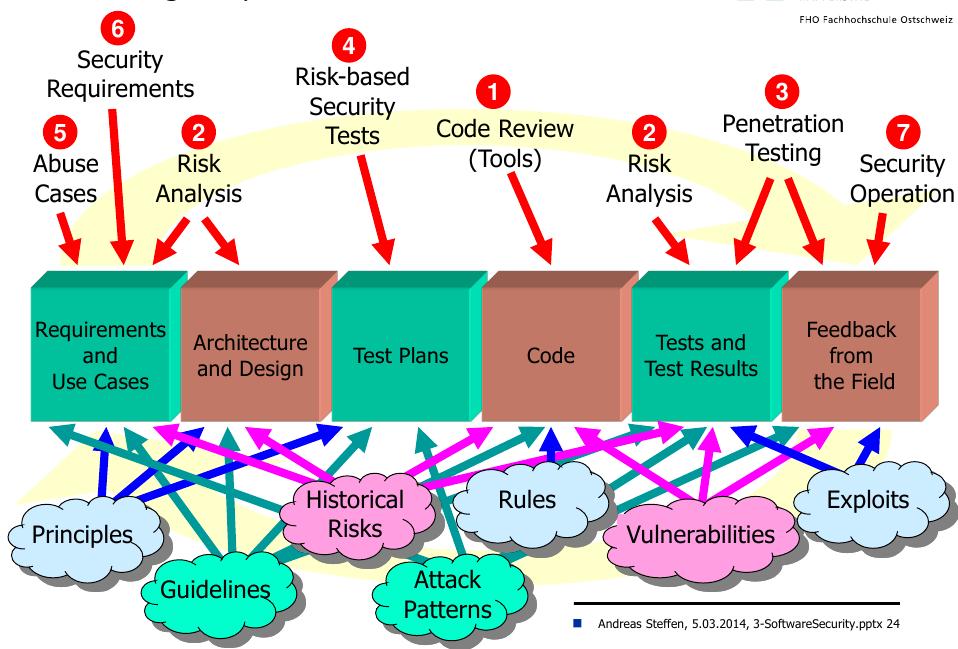 FHO Fachhochschule Ostschweiz
6
Security
Requirements
4
Risk-based
Security
Tests
1
Code Review
(Tools)
3
Penetration
Testing
5
Abuse
Cases
2
Risk
Analysis
2
Risk
Analysis
7
Security
Operation
Requirements
and
Use Cases
Architecture
and Design
Test Plans
Code
Tests and
Test Results
Feedback
from
the Field
Principles
Guidelines
Historical
Risks
Attack
Patterns
Rules
Vulnerabilities
Exploits
Andreas Steffen, 5.03.2014, 3-SoftwareSecurity.pptx 24